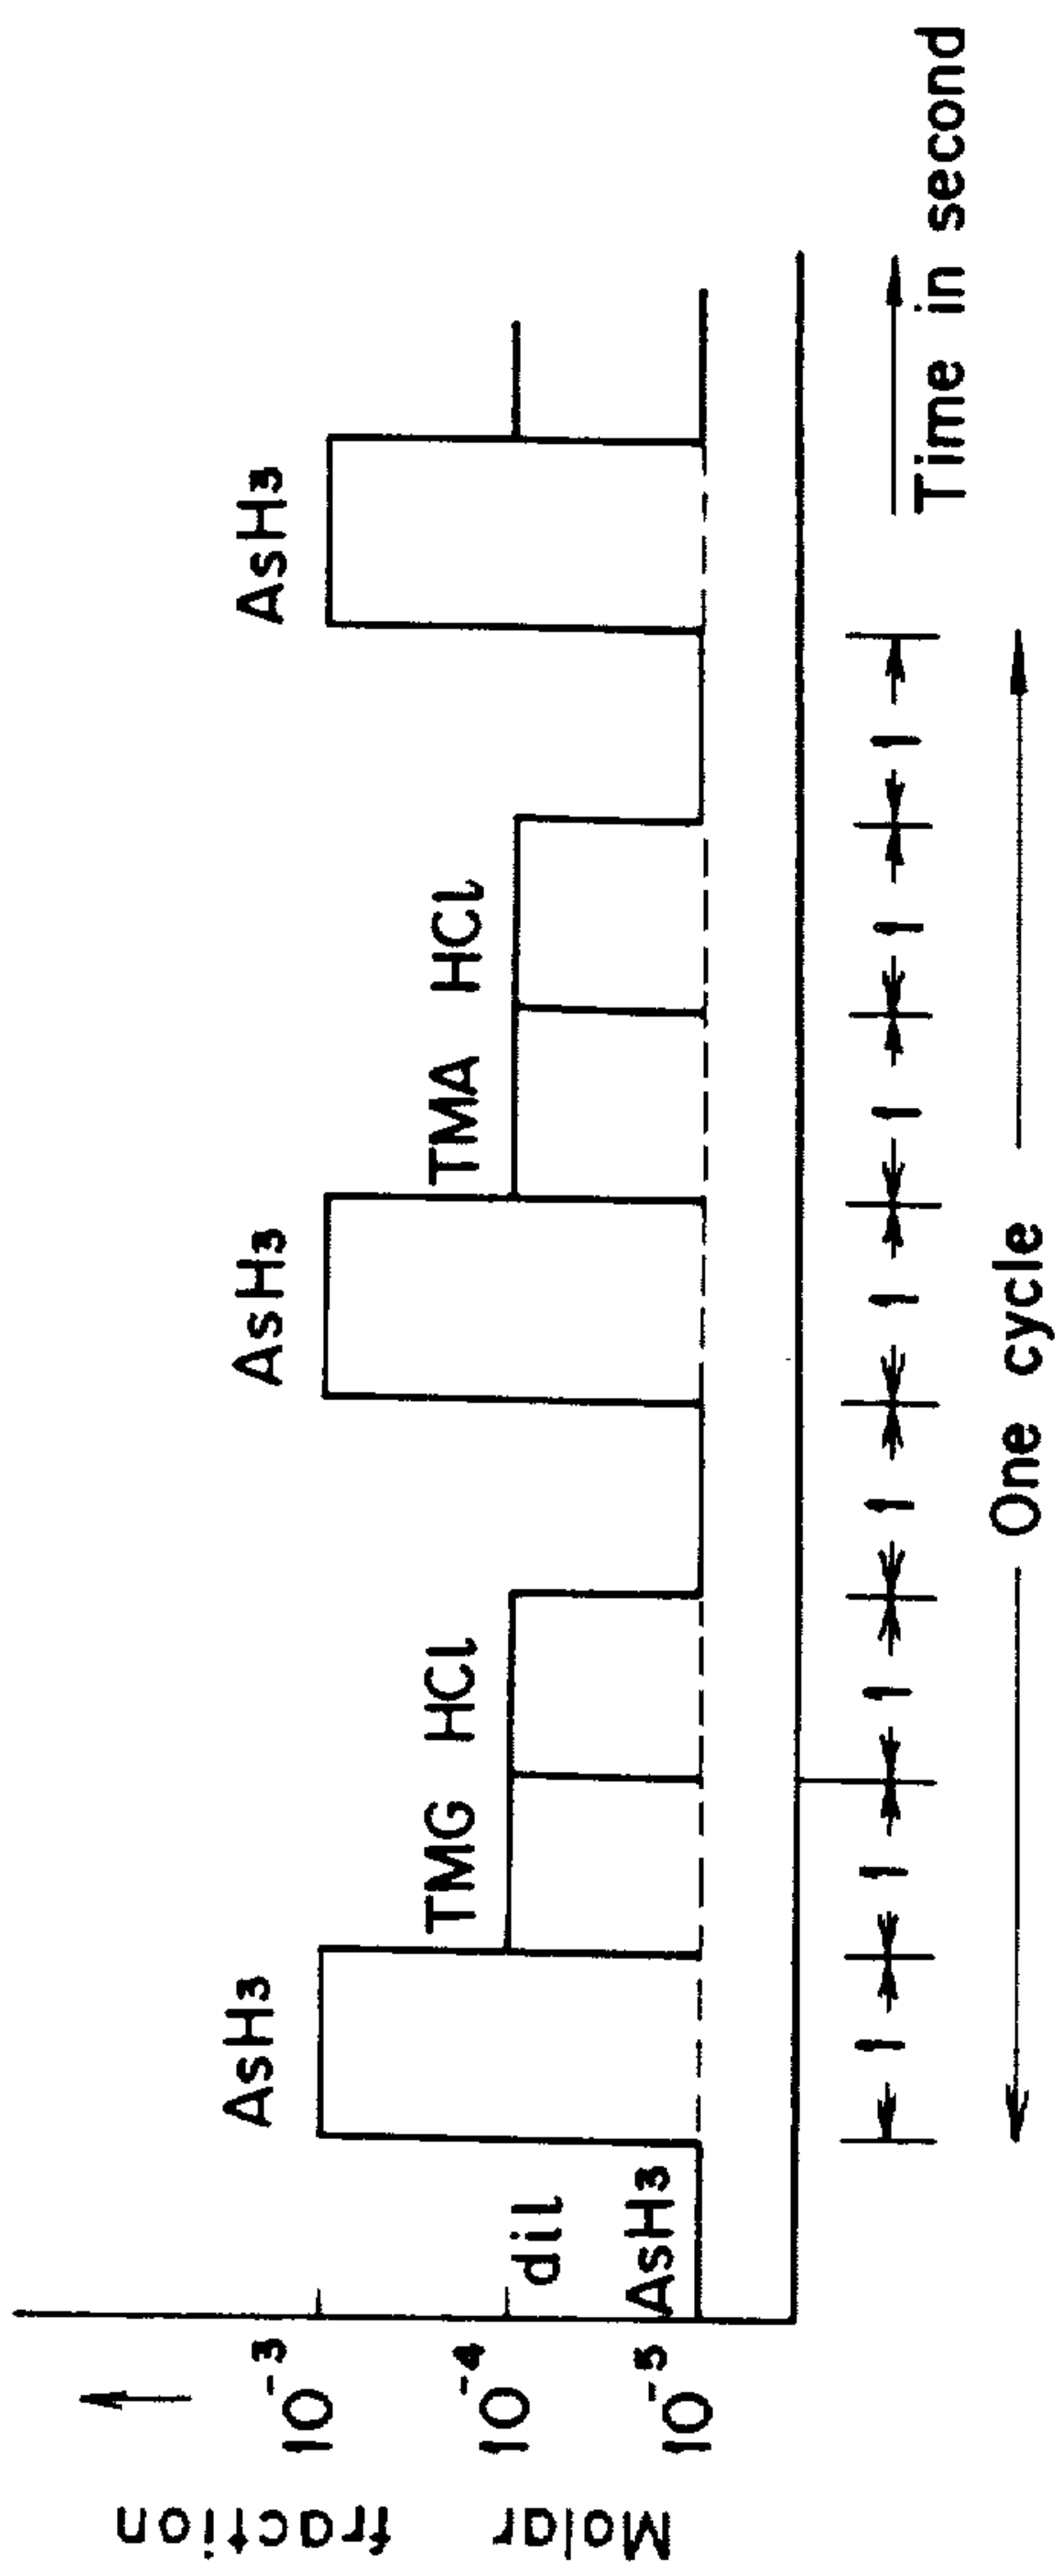 Molar
fraction
10⁻³
10⁻⁴
10⁻⁵
dil
AsH₃
AsH₃
TMG HCl
AsH₃
TMA HCl
AsH₃
1 1 1 1 1 1 1 1
Time in second
One cycle